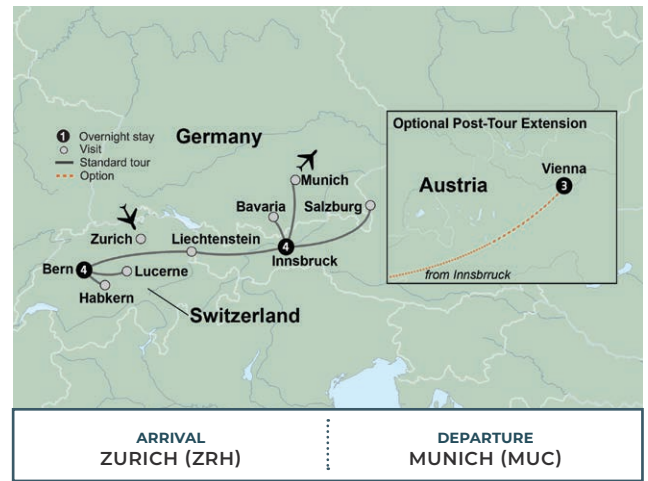 1 Overnight stay
Visit
Standard tour
Option
Germany
Munich
Bavaria
Salzburg
Zurich
Liechtenstein
4
Innsbruck
Bern 4
Lucerne
Habkern
Switzerland
Optional Post-Tour Extension
Vienna
3
Austria
from Innsbruck
ARRIVAL
ZURICH (ZRH)
DEPARTURE
MUNICH (MUC)